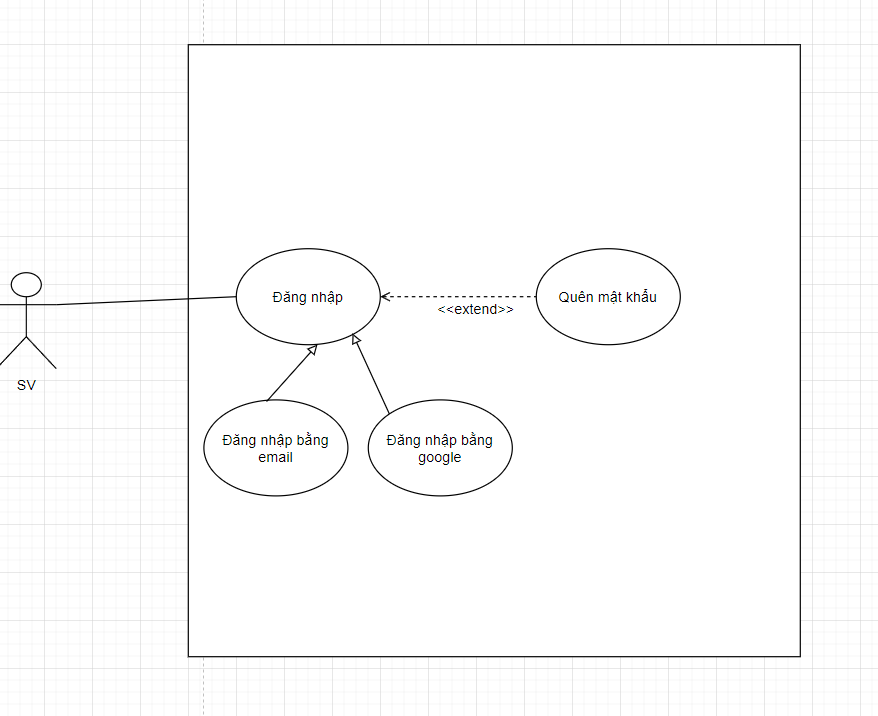 Đăng nhập
Quên mật khẩu
<<extend>>
SV
Đăng nhập bằng
email
Đăng nhập bằng
google